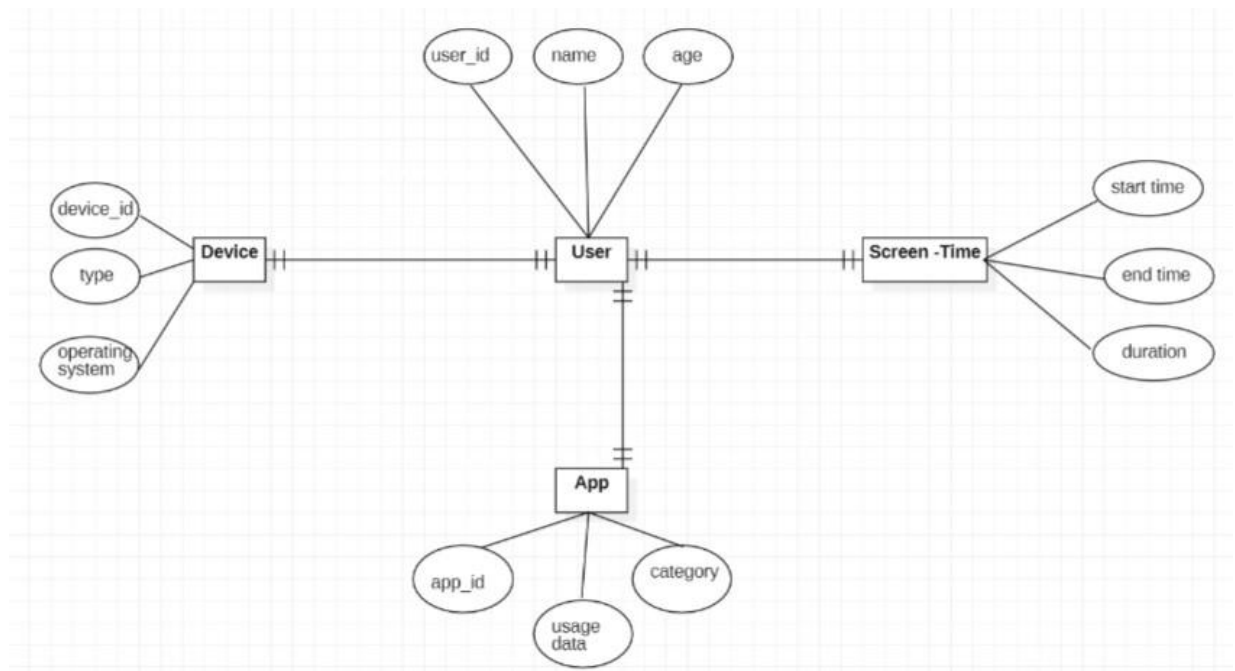 user_id
name
age
device_id
type
operating
system
Device
User
Screen -Time
start time
end time
duration
App
app_id
usage
data
category